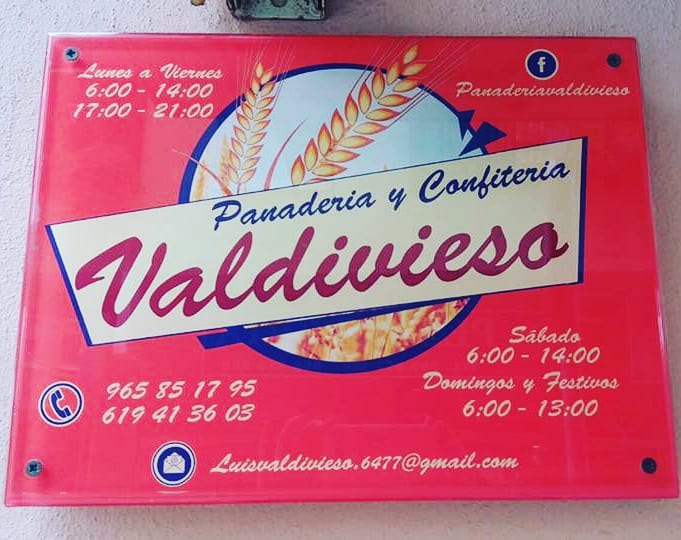 Lunes a Viernes
6:00 - 14:00
17:00 - 21:00
f
Panaderiavaldivieso
Panaderia y Confiteria
Valdivieso
Sábado
6:00 - 14:00
Domingos y Festivos
6:00 - 13:00
965 85 17 95
619 41 36 03
Luisvaldivieso.6477@gmail.com